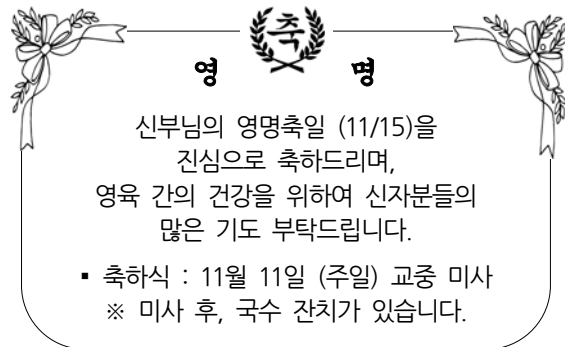 축
영 명
신부님의 영명축일 (11/15)을
진심으로 축하드리며,
영육 간의 건강을 위하여 신자분들의
많은 기도 부탁드립니다.
▪ 축하식 : 11월 11일 (주일) 교중 미사
※ 미사 후, 국수 잔치가 있습니다.